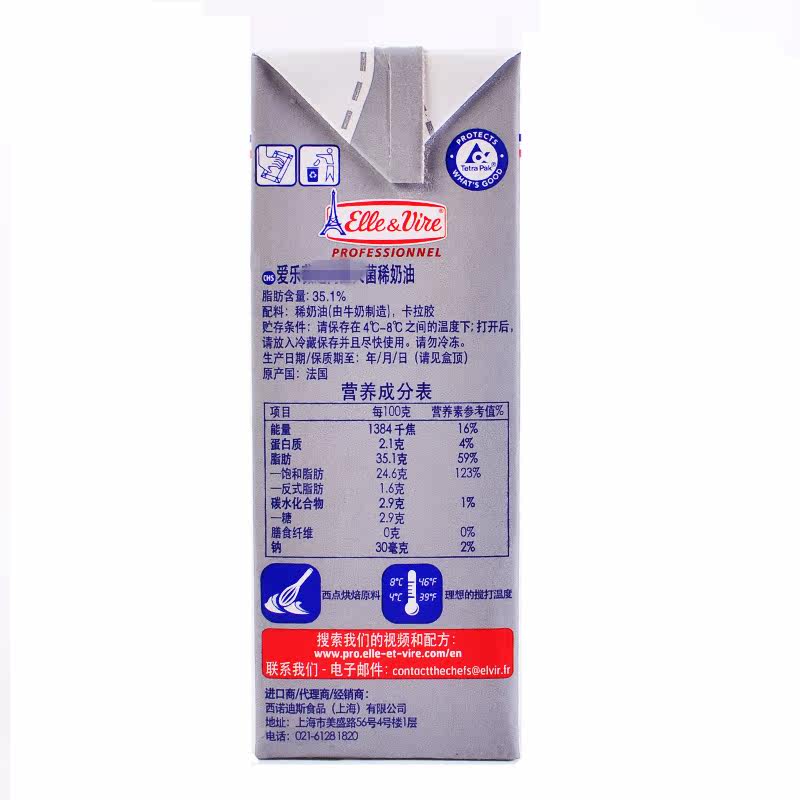 PROTECTS
Tetra Pak®
WHAT'S GOOD
Elle & Vire®
PROFESSIONNEL
CHS 爱乐 菌稀奶油
脂肪含量: 35.1%
配料: 稀奶油(由牛奶制造), 卡拉胶
贮存条件: 请保存在4℃-8℃之间的温度下; 打开后,
请放入冷藏保存并且尽快使用。请勿冷冻。
生产日期/保质期至: 年/月/日 (请见盒顶)
原产国: 法国
营养成分表
项目 每100克 营养素参考值%
能量 1384千焦 16%
蛋白质 2.1克 4%
脂肪 35.1克 59%
—饱和脂肪 24.6克 123%
—反式脂肪 1.6克
碳水化合物 2.9克 1%
—糖 2.9克
膳食纤维 0克 0%
钠 30毫克 2%
西点烘焙原料
8℃ 46℉
4℃ 39℉
理想的搅打温度
搜索我们的视频和配方:
www.pro.elle-et-vire.com/en
联系我们 - 电子邮件: contactthechefs@elvir.fr
进口商/代理商/经销商:
西诺迪斯食品 (上海) 有限公司
地址: 上海市美盛路56号4号楼1层
电话: 021-6128 1820